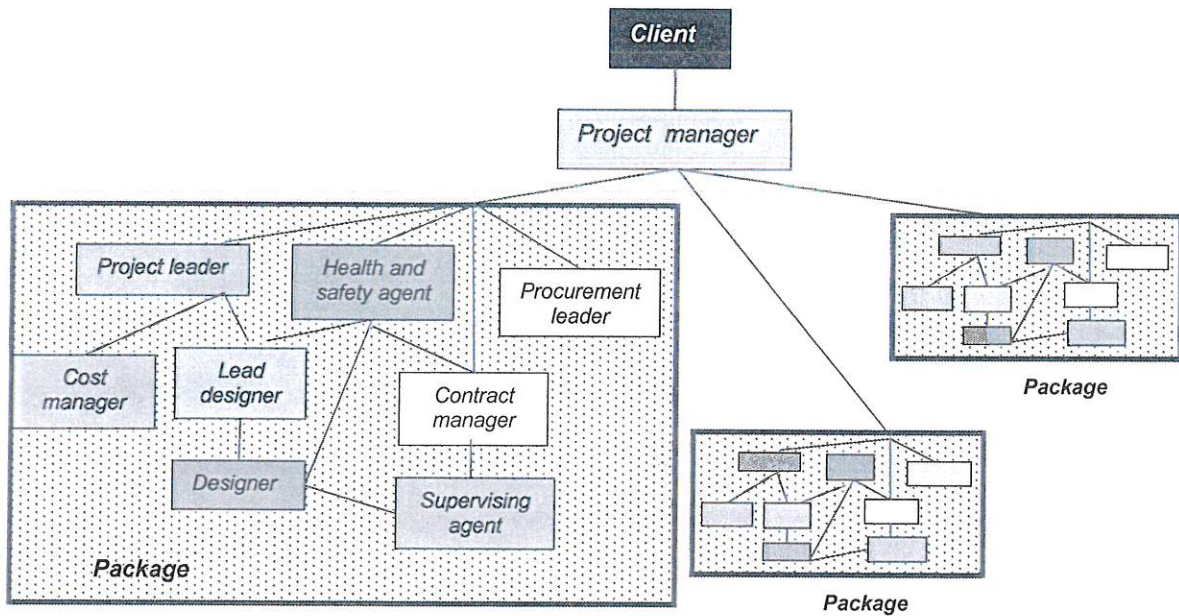 Client
Project manager
Project leader
Health and
safety agent
Procurement
leader
Cost
manager
Lead
designer
Contract
manager
Designer
Supervising
agent
Package
Package
Package